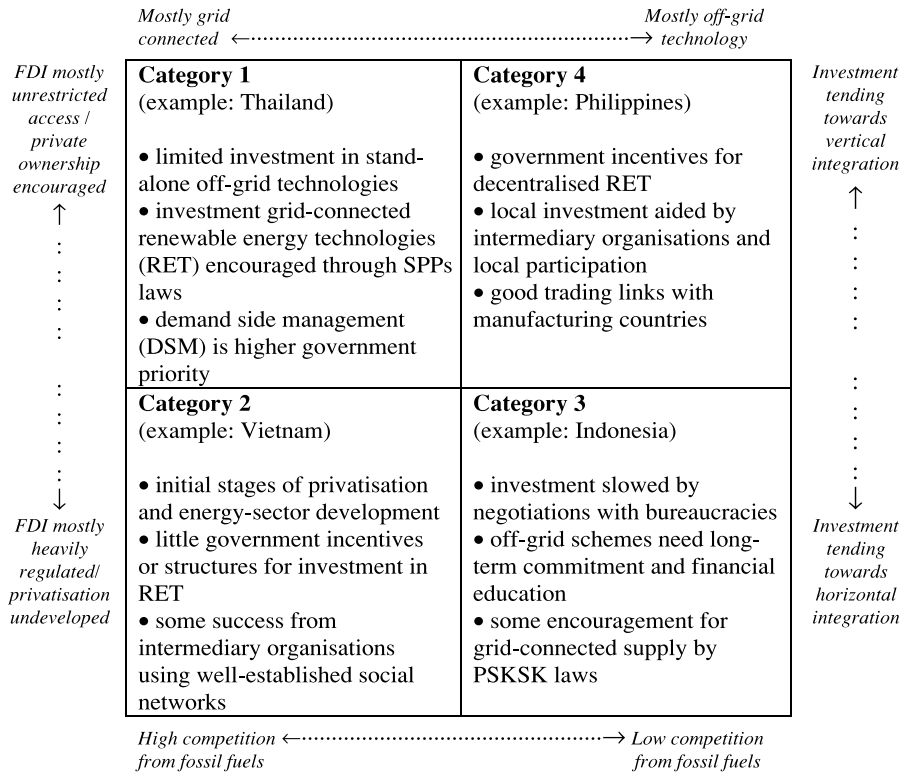 Mostly grid
connected
Mostly off-grid
technology
FDI mostly
unrestricted
access /
private
ownership
encouraged
FDI mostly
heavily
regulated/
privatisation
undeveloped
Category 1
(example: Thailand)
• limited investment in stand-
alone off-grid technologies
• investment grid-connected
renewable energy technologies
(RET) encouraged through SPPs
laws
• demand side management
(DSM) is higher government
priority
Category 4
(example: Philippines)
• government incentives for
decentralised RET
• local investment aided by
intermediary organisations and
local participation
• good trading links with
manufacturing countries
Category 2
(example: Vietnam)
• initial stages of privatisation
and energy-sector development
• little government incentives
or structures for investment in
RET
• some success from
intermediary organisations
using well-established social
networks
Category 3
(example: Indonesia)
• investment slowed by
negotiations with bureaucracies
• off-grid schemes need long-
term commitment and financial
education
• some encouragement for
grid-connected supply by
PSKSK laws
Investment
tending
towards
vertical
integration
Investment
tending
towards
horizontal
integration
High competition
from fossil fuels
Low competition
from fossil fuels